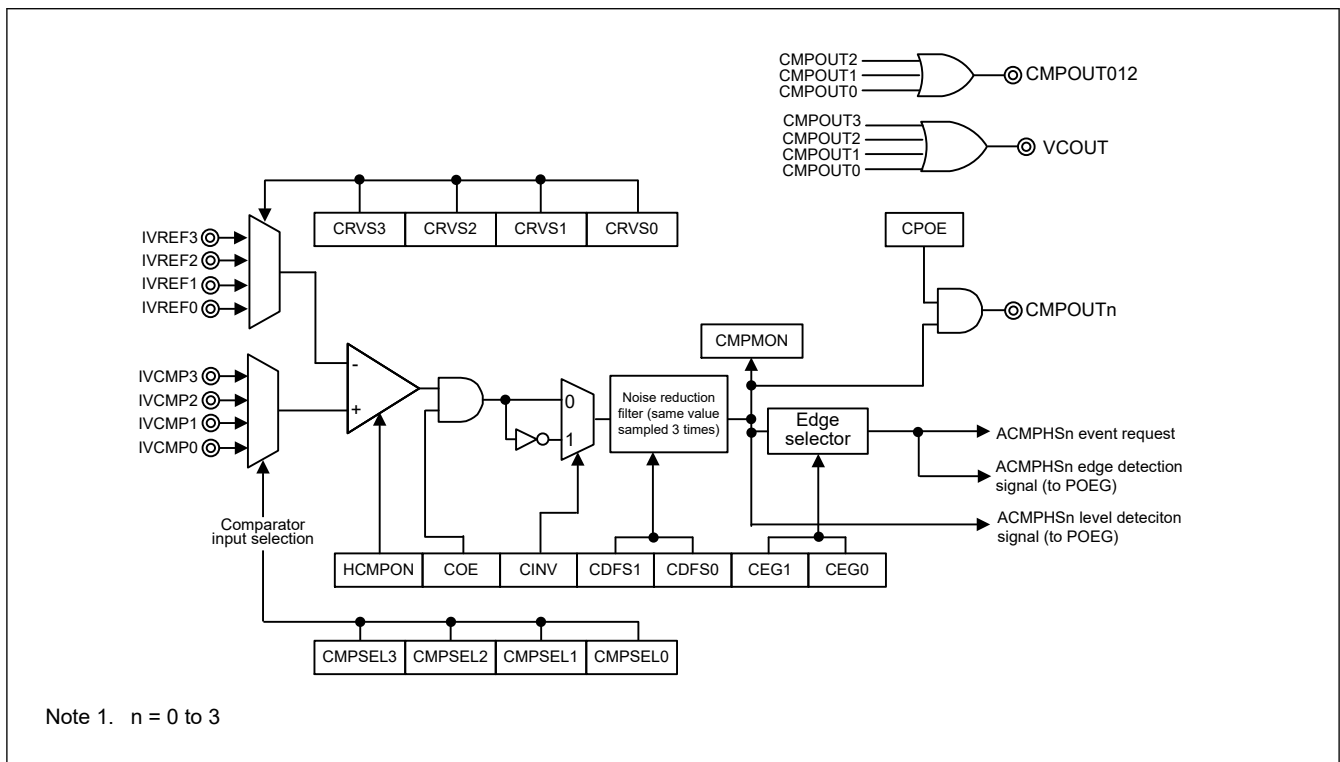 CMPOUT2
CMPOUT1
CMPOUT0
CMPOUT012
CMPOUT3
CMPOUT2
CMPOUT1
CMPOUT0
VCOUT
CRVS3
CRVS2
CRVS1
CRVS0
CPOE
IVREF3
IVREF2
IVREF1
IVREF0
CMPOUTn
CMPMON
IVCMP3
IVCMP2
IVCMP1
IVCMP0
-
+
0
1
Noise reduction
filter (same value
sampled 3 times)
Edge
selector
ACMPHSn event request
ACMPHSn edge detection
signal (to POEG)
ACMPHSn level deteciton
signal (to POEG)
Comparator
input selection
HCMPON
COE
CINV
CDFS1
CDFS0
CEG1
CEG0
CMPSEL3
CMPSEL2
CMPSEL1
CMPSEL0
Note 1. n = 0 to 3